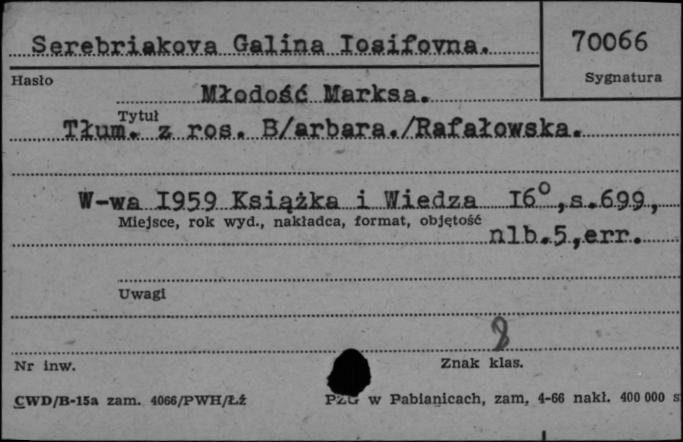 Serebriakova Galina Iosifovna.
70066
Hasło
Sygnatura
Młodość Marksa.
Tytuł
Tłum. z ros. B/arbara./Rafałowska.
W-wa 1959 Książka i Wiedza 16°,s.699,
Miejsce, rok wyd., nakładca, format, objętość
nlb.5,err.
Uwagi
8
Nr inw.
Znak klas.
CWD/B-15a zam. 4066/PWH/Łź
PZG w Pabianicach, zam. 4-66 nakł. 400 000 s